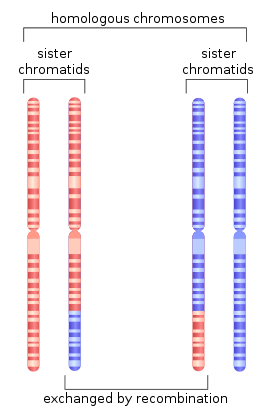 homologous chromosomes
sister
chromatids
sister
chromatids
exchanged by recombination